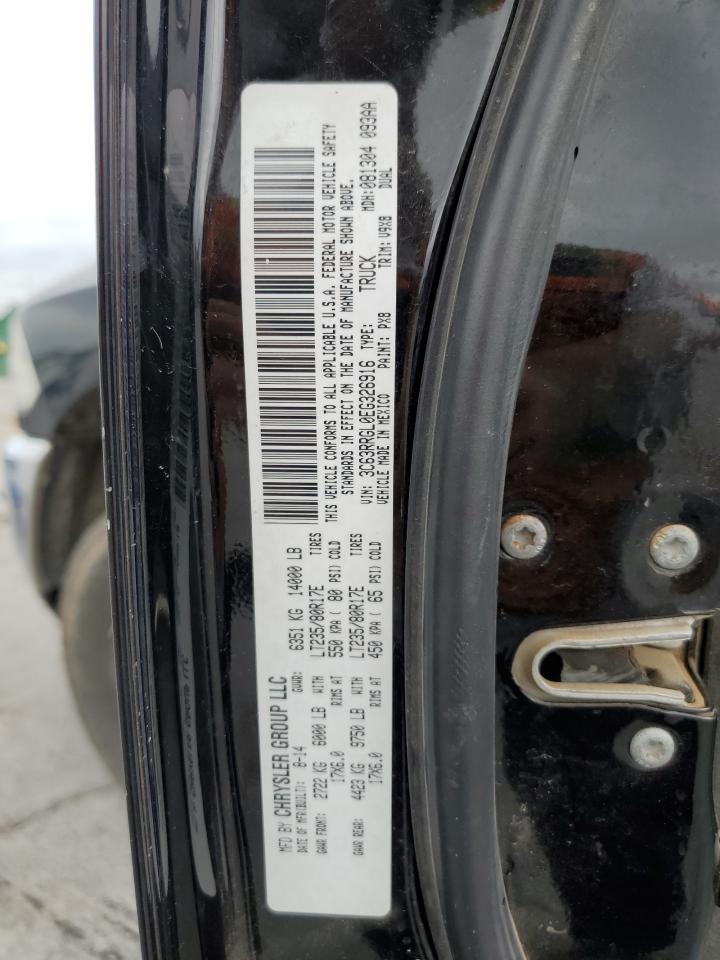 MFD BY CHRYSLER GROUP LLC
DATE OF MFR(BUILT): 8-14 GVWR: 6351 KG 14000 LB
GAWR FRONT: 2722 KG 6000 LB WITH LT235/80R17E TIRES
17X6.0 RIMS AT 550 KPA ( 80 PSI) COLD
GAWR REAR: 4423 KG 9750 LB WITH LT235/80R17E TIRES
17X6.0 RIMS AT 450 KPA ( 65 PSI) COLD
THIS VEHICLE CONFORMS TO ALL APPLICABLE U.S.A. FEDERAL MOTOR VEHICLE SAFETY
STANDARDS IN EFFECT ON THE DATE OF MANUFACTURE SHOWN ABOVE.
VIN: 3C63RRGL0EG326916 TYPE: TRUCK MDH:081304 093AA
VEHICLE MADE IN MEXICO PAINT: PX8 TRIM: V9X8 DUAL